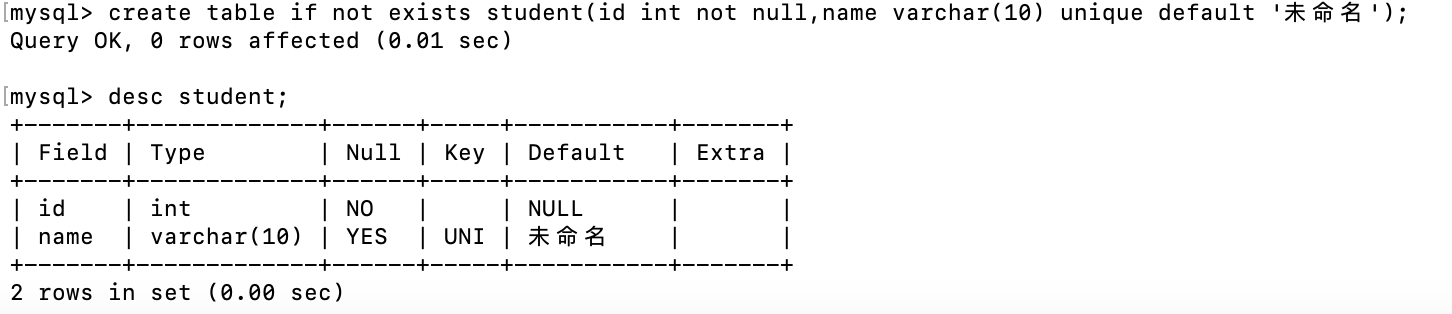 [mysql> create table if not exists student(id int not null,name varchar(10) unique default '未命名');
Query OK, 0 rows affected (0.01 sec)
[mysql> desc student;
+-------+-------------+------+-----+-----------+-------+
| Field | Type        | Null | Key | Default   | Extra |
+-------+-------------+------+-----+-----------+-------+
| id    | int         | NO   |     | NULL      |       |
| name  | varchar(10) | YES  | UNI | 未命名    |       |
+-------+-------------+------+-----+-----------+-------+
2 rows in set (0.00 sec)